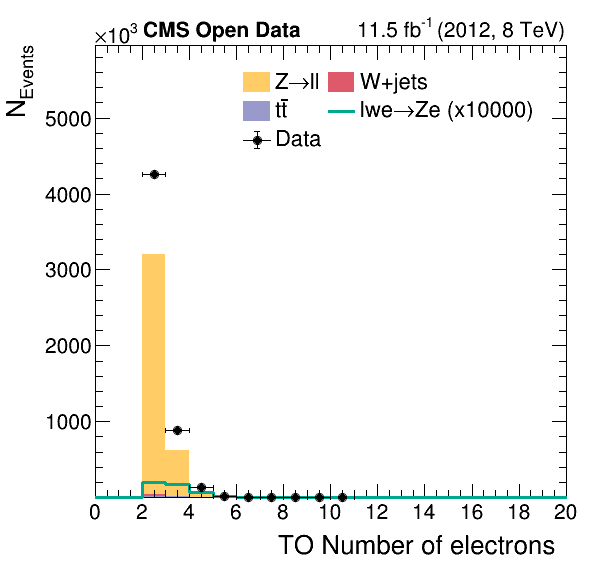 ×10³ CMS Open Data 11.5 fb⁻¹ (2012, 8 TeV)
N_Events
Z→ll W+jets
tt̄ lwe→Ze (x10000)
Data
5000
4000
3000
2000
1000
0 2 4 6 8 10 12 14 16 18 20
TO Number of electrons